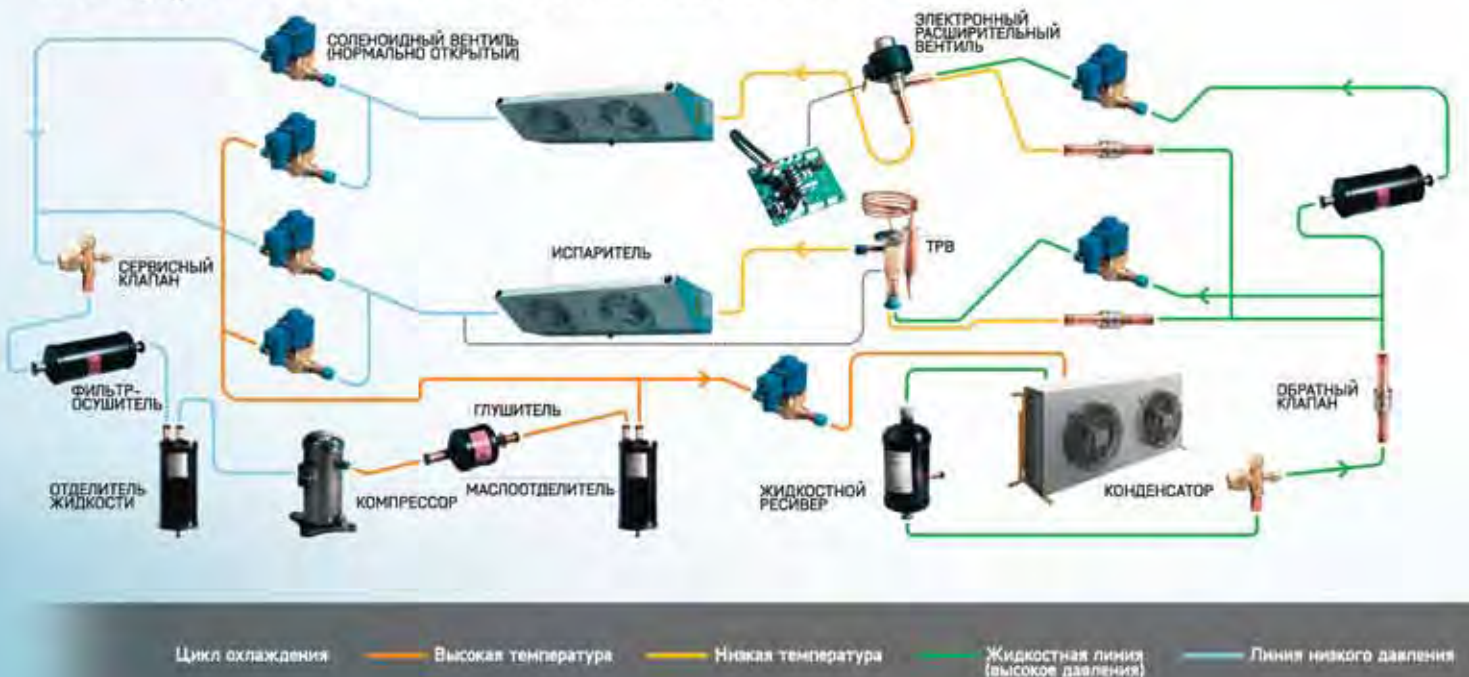 ЭЛЕКТРОННЫЙ
РАСШИРИТЕЛЬНЫЙ
ВЕНТИЛЬ
СОЛЕНОИДНЫЙ ВЕНТИЛЬ
(НОРМАЛЬНО ОТКРЫТЫЙ)
ИСПАРИТЕЛЬ
ТРВ
СЕРВИСНЫЙ
КЛАПАН
ФИЛЬТР-
ОСУШИТЕЛЬ
ГЛУШИТЕЛЬ
ОБРАТНЫЙ
КЛАПАН
ОТДЕЛИТЕЛЬ
ЖИДКОСТИ
КОМПРЕССОР
МАСЛООТДЕЛИТЕЛЬ
ЖИДКОСТНОЙ
РЕСИВЕР
КОНДЕНСАТОР
Цикл охлаждения
Высокая температура
Низкая температура
Жидкостная линия
(высокое давления)
Линия низкого давления